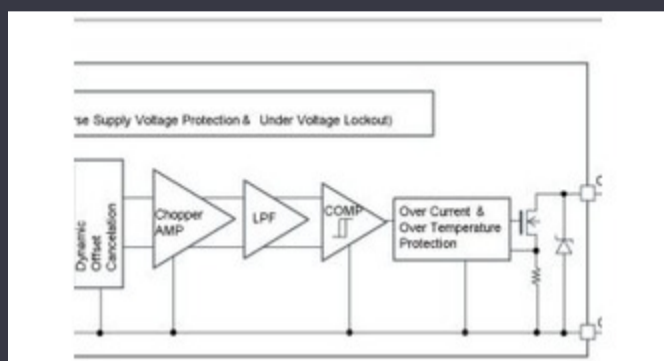 se Supply Voltage Protection & Under Voltage Lockout)
Dynamic
Offset
Cancelation
Chopper
AMP
LPF
COMP
Over Current &
Over Temperature
Protection